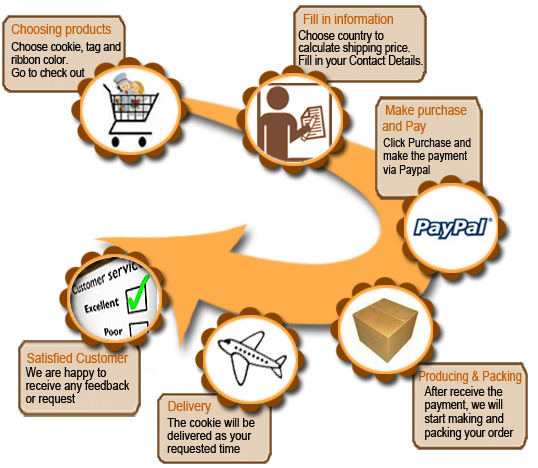 Choosing products
Choose cookie, tag and
ribbon color.
Go to check out
Fill in information
Choose country to
calculate shipping price.
Fill in your Contact Details.
Make purchase
and Pay
Click Purchase and
make the payment
via Paypal
PayPal
Producing & Packing
After receive the
payment, we will
start making and
packing your order
Delivery
The cookie will be
delivered as your
requested time
Customer servic
Excellent
Poor
Satisfied Customer
We are happy to
receive any feedback
or request